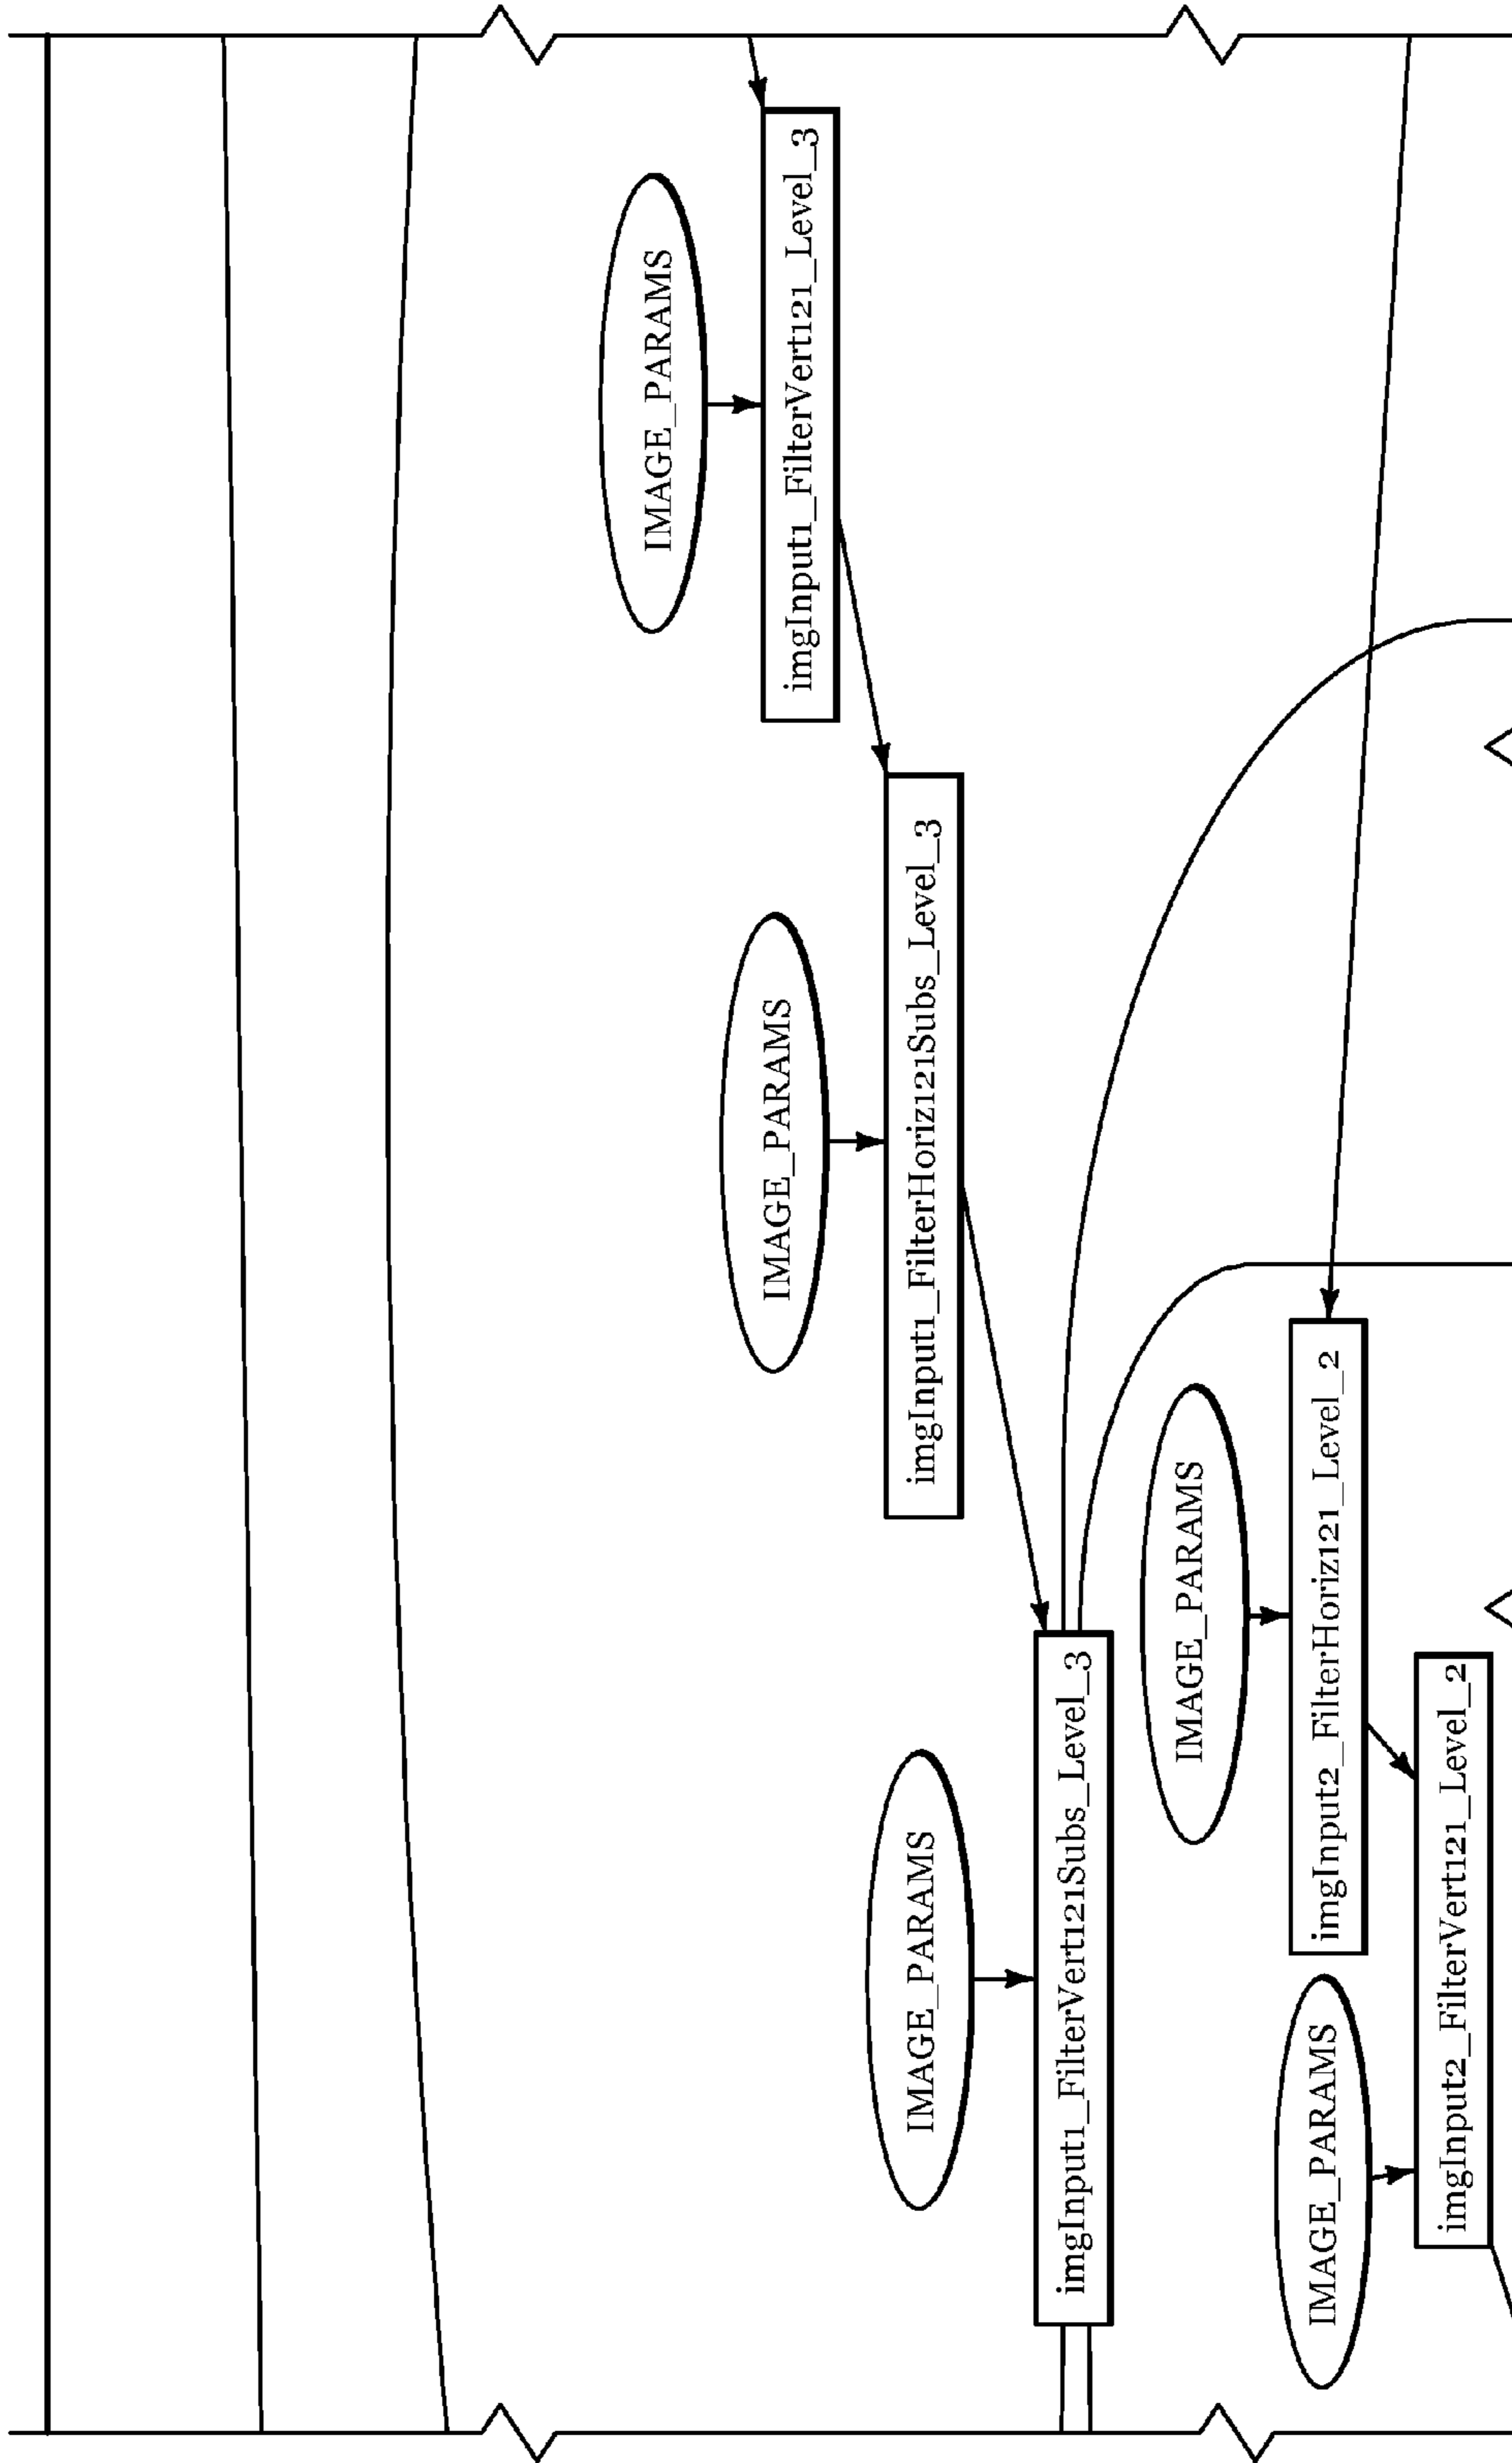 IMAGE_PARAMS
imgInput1_FilterVert121_Level_3
IMAGE_PARAMS
imgInput1_FilterHoriz121Subs_Level_3
IMAGE_PARAMS
imgInput1_FilterVert121Subs_Level_3
IMAGE_PARAMS
imgInput2_FilterHoriz121_Level_2
IMAGE_PARAMS
imgInput2_FilterVert121_Level_2